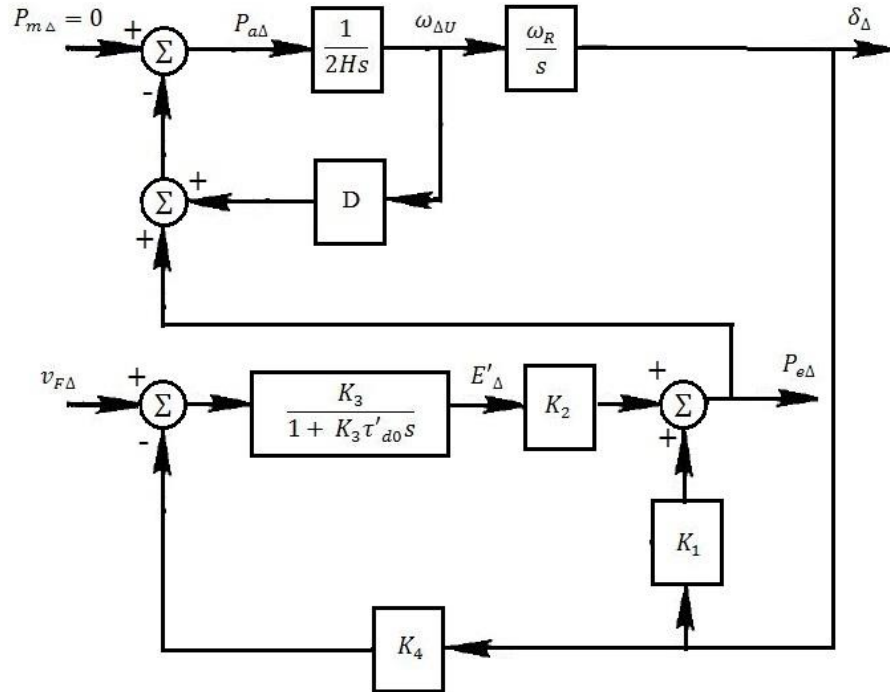 P_{mΔ} = 0
+
Σ
-
P_{aΔ}
1
2Hs
ω_{ΔU}
ω_R
s
δ_Δ
Σ
+
+
D
v_{FΔ}
+
Σ
-
K_3
1 + K_3τ'_{d0}s
E'_Δ
K_2
+
Σ
+
P_{eΔ}
K_1
K_4